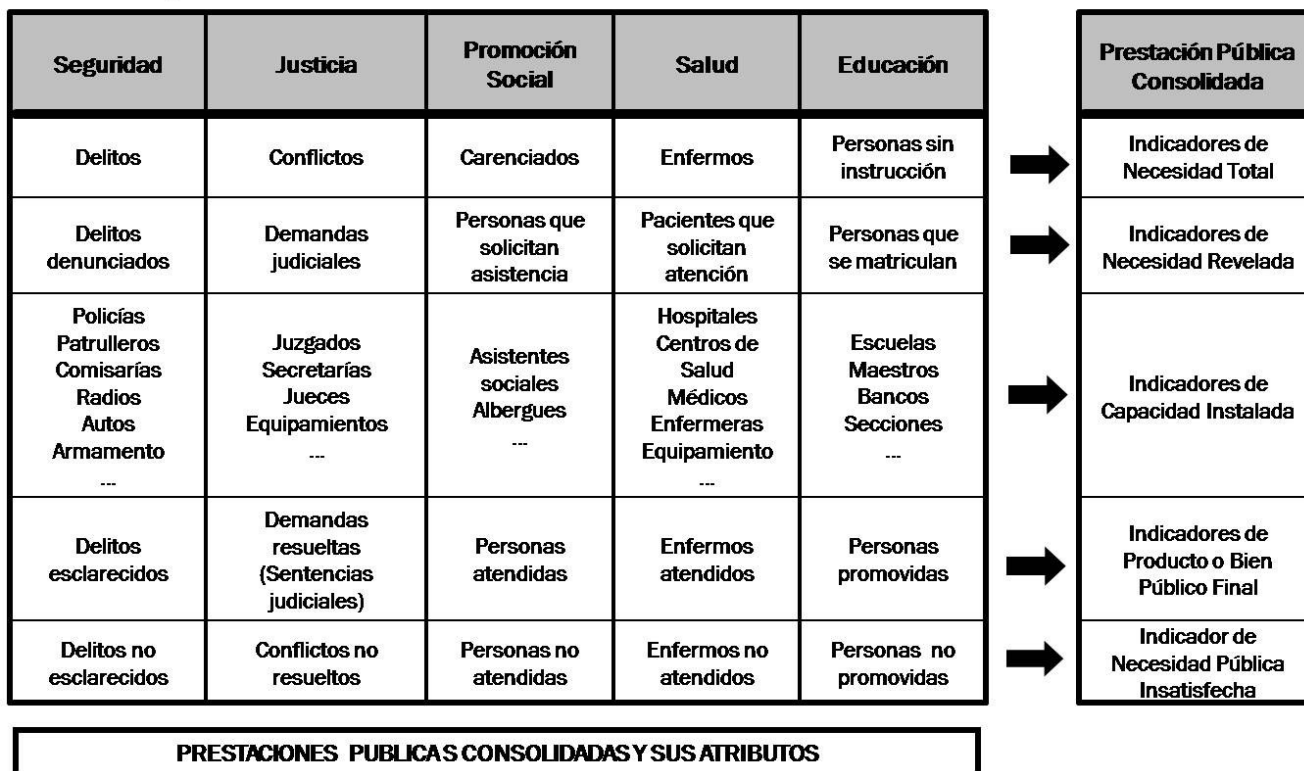 Seguridad
Justicia
Promoción
Social
Salud
Educación
Prestación Pública
Consolidada
Delitos
Conflictos
Carenciados
Enfermos
Personas sin
instrucción
Indicadores de
Necesidad Total
Delitos
denunciados
Demandas
judiciales
Personas que
solicitan
asistencia
Pacientes que
solicitan
atención
Personas que
se matriculan
Indicadores de
Necesidad Revelada
Policías
Patrulleros
Comisarías
Radios
Autos
Armamento
...
Juzgados
Secretarías
Jueces
Equipamientos
...
Asistentes
sociales
Albergues
...
Hospitales
Centros de
Salud
Médicos
Enfermeras
Equipamiento
...
Escuelas
Maestros
Bancos
Secciones
...
Indicadores de
Capacidad Instalada
Delitos
esclarecidos
Demandas
resueltas
(Sentencias
judiciales)
Personas
atendidas
Enfermos
atendidos
Personas
promovidas
Indicadores de
Producto o Bien
Público Final
Delitos no
esclarecidos
Conflictos no
resueltos
Personas no
atendidas
Enfermos no
atendidos
Personas no
promovidas
Indicador de
Necesidad Pública
Insatisfecha
PRESTACIONES PUBLICAS CONSOLIDADAS Y SUS ATRIBUTOS